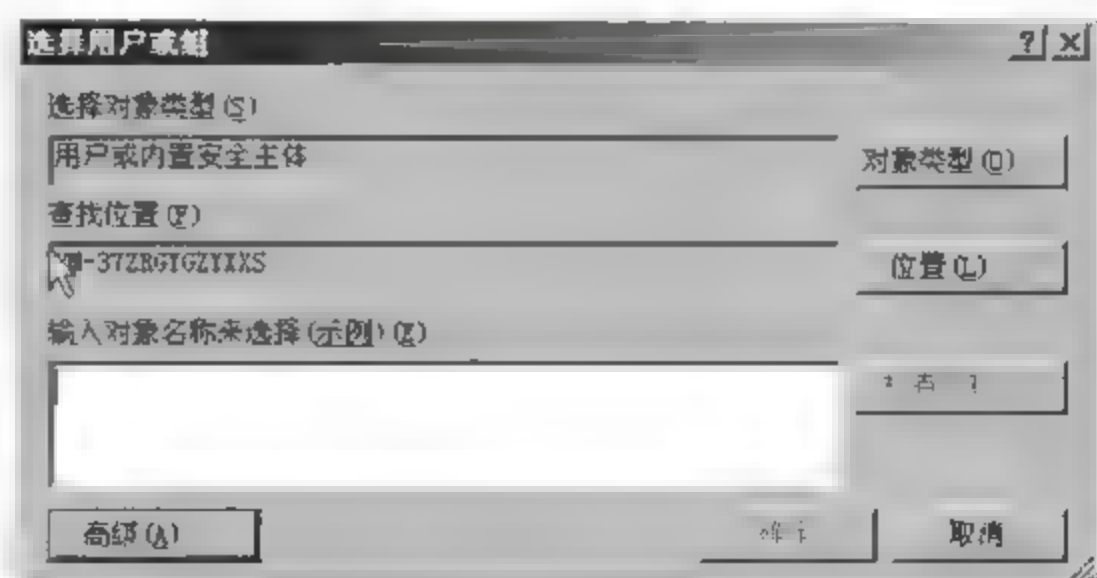 选择用户或组
选择对象类型(S)
用户或内置安全主体
对象类型(O)
查找位置(F)
位置(L)
输入对象名称来选择(示例)(E)
高级(A)
取消